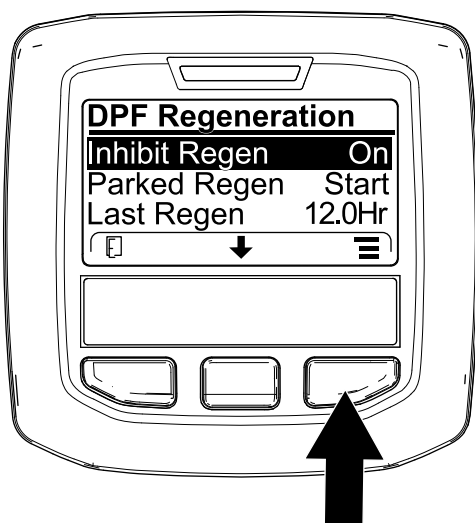 DPF Regeneration
Inhibit Regen On
Parked Regen Start
Last Regen 12.0Hr